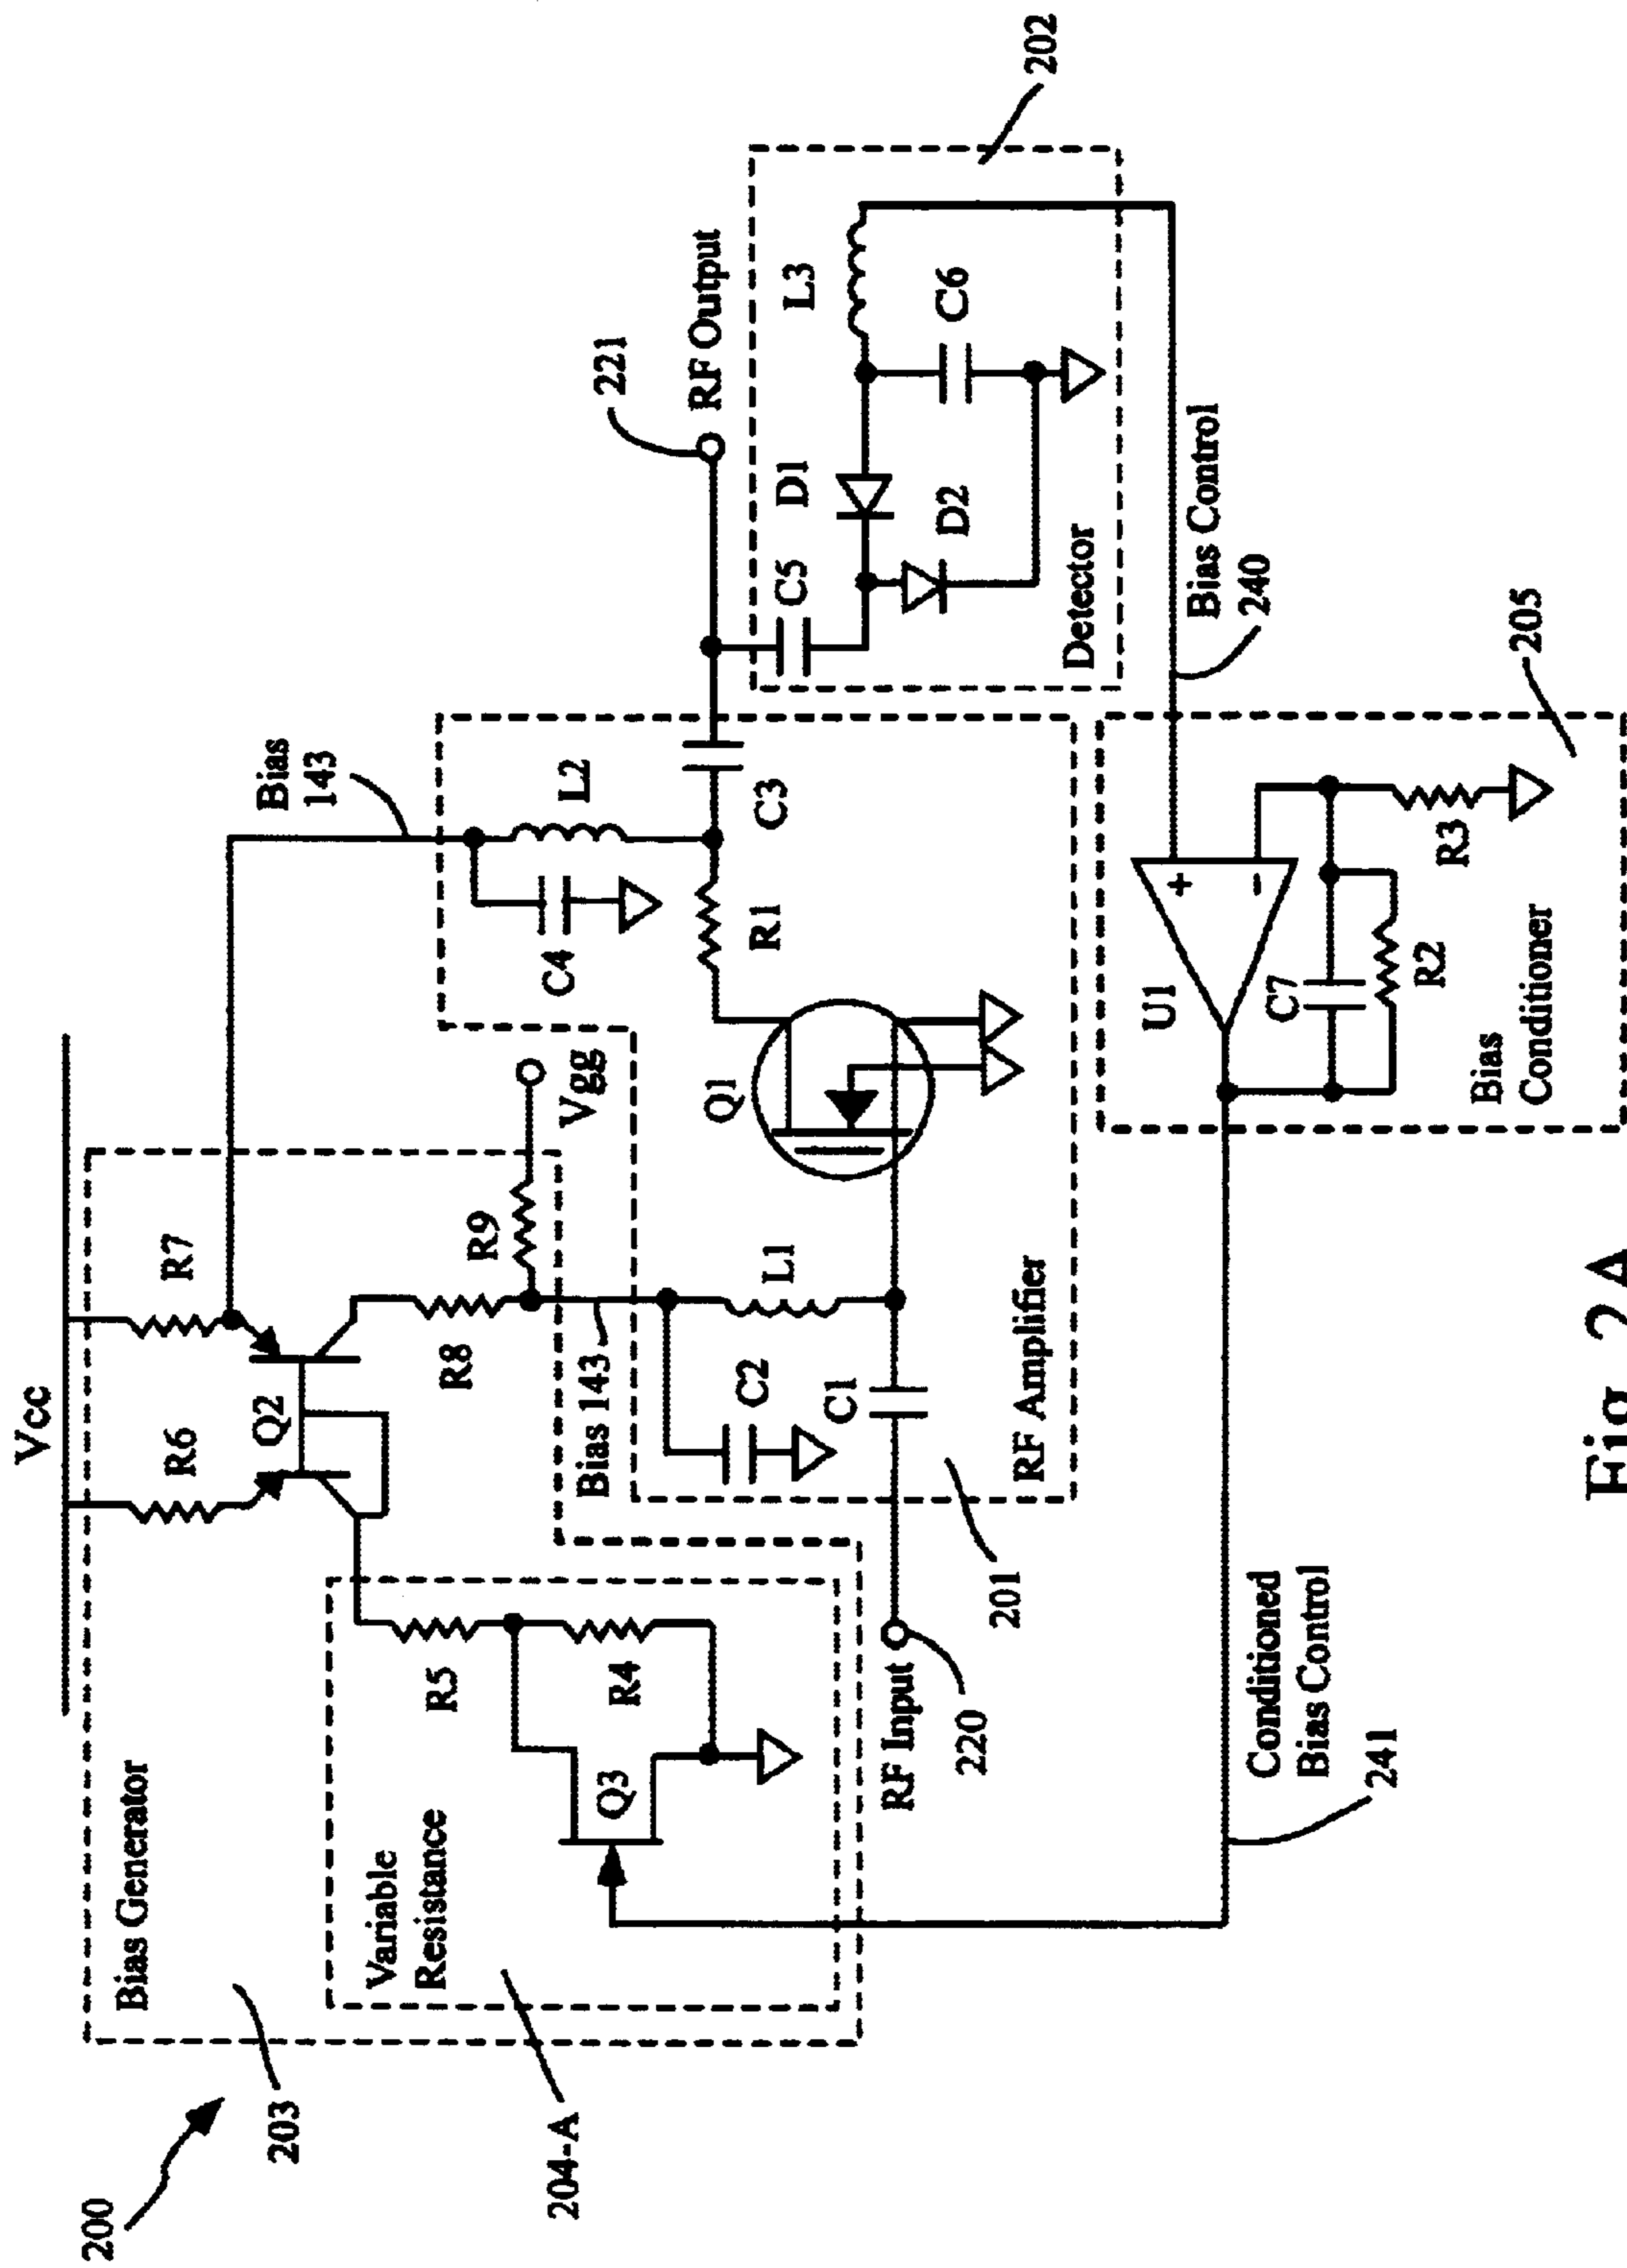 200
203
Bias Generator
Vcc
R6
R7
Q2
Variable
Resistance
204-A
R5
R4
Q3
R8
R9
Vgg
Bias
143
Bias 143
C2
L1
C1
RF Input
220
201
RF Amplifier
Q1
C4
L2
R1
C3
221
RF Output
202
C5
D1
D2
L3
C6
Detector
Bias Control
240
205
U1
+
-
C7
R2
R3
Bias
Conditioner
Conditioned
Bias Control
241
Fig. 2A